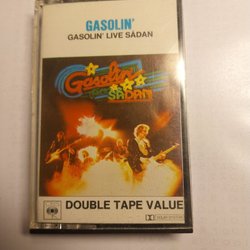 GASOLIN'
GASOLIN' LIVE SÅDAN
Gasolin'
SÅDAN
DOUBLE TAPE VALUE